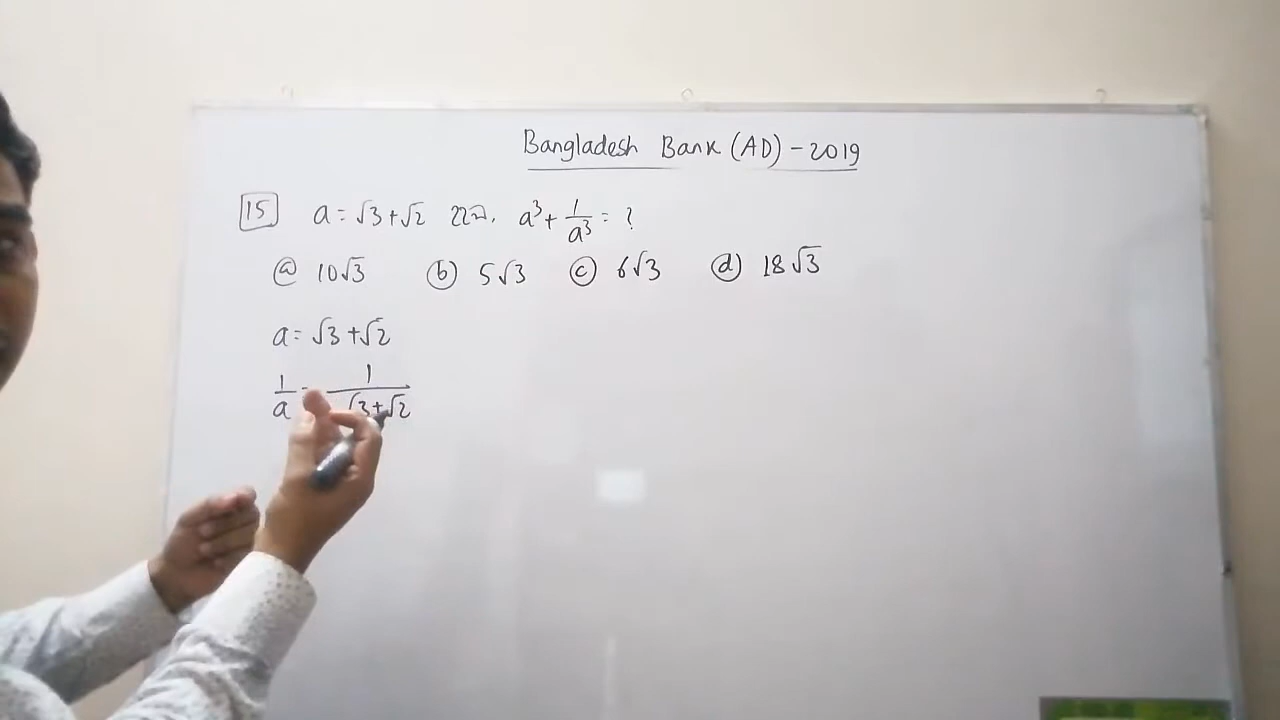 Bangladesh Bank (AD) - 2019
15 a = √3 + √2 হলে, a³ + 1/a³ = ?
ⓐ 10√3 ⓑ 5√3 ⓒ 6√3 ⓓ 18√3
a = √3 + √2
1/a = 1/(√3 + √2)